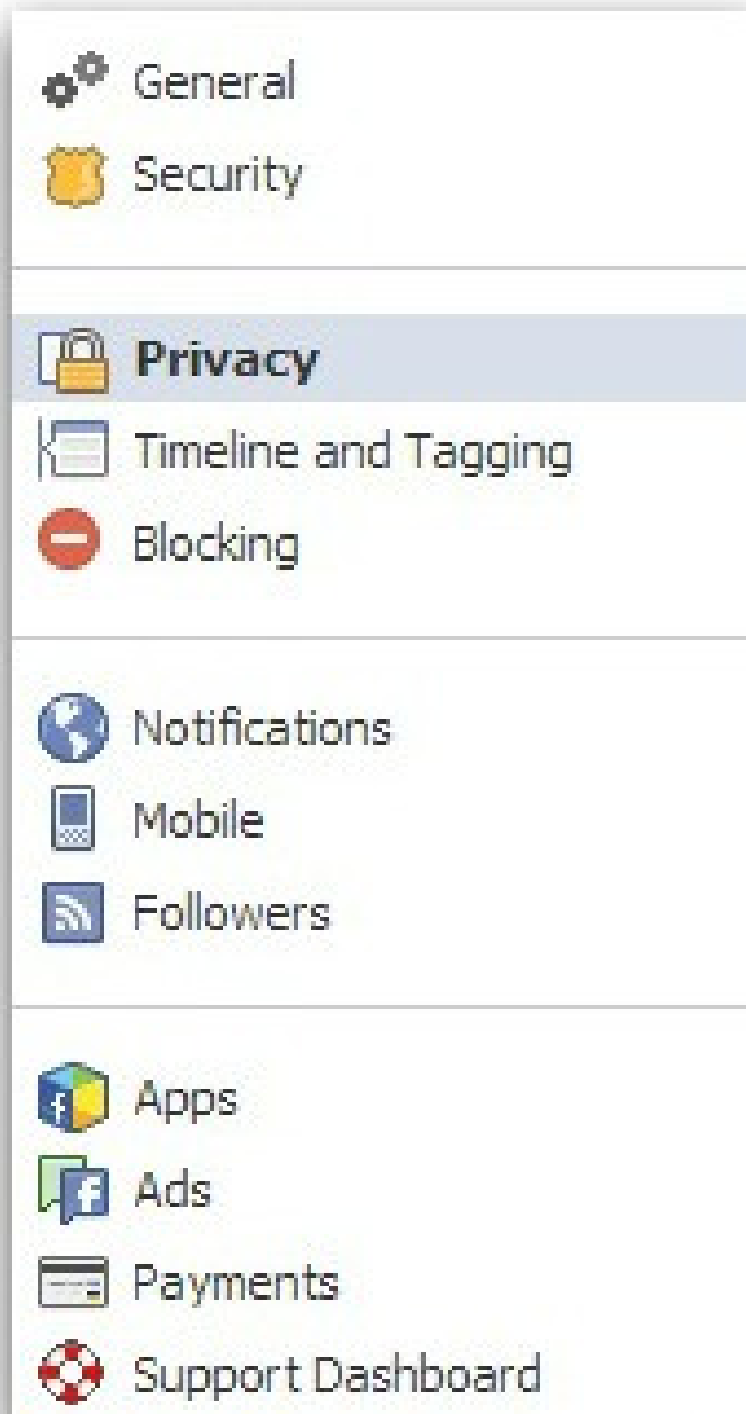 General
Security
Privacy
Timeline and Tagging
Blocking
Notifications
Mobile
Followers
Apps
Ads
Payments
Support Dashboard